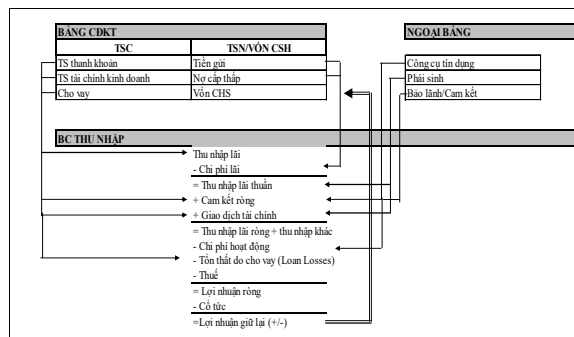 BẢNG CĐKT
NGOẠI BẢNG
TSC
TSN/VỐN CSH
TS thanh khoản
Tiền gửi
Công cụ tín dụng
TS tài chính kinh doanh
Nợ cấp thấp
Phái sinh
Cho vay
Vốn CHS
Bảo lãnh/Cam kết
BC THU NHẬP
Thu nhập lãi
- Chi phí lãi
= Thu nhập lãi thuần
+ Cam kết ròng
+ Giao dịch tài chính
= Thu nhập lãi ròng + thu nhập khác
- Chi phí hoạt động
- Tổn thất do cho vay (Loan Losses)
- Thuế
= Lợi nhuận ròng
- Cổ tức
=Lợi nhuận giữ lại (+/-)